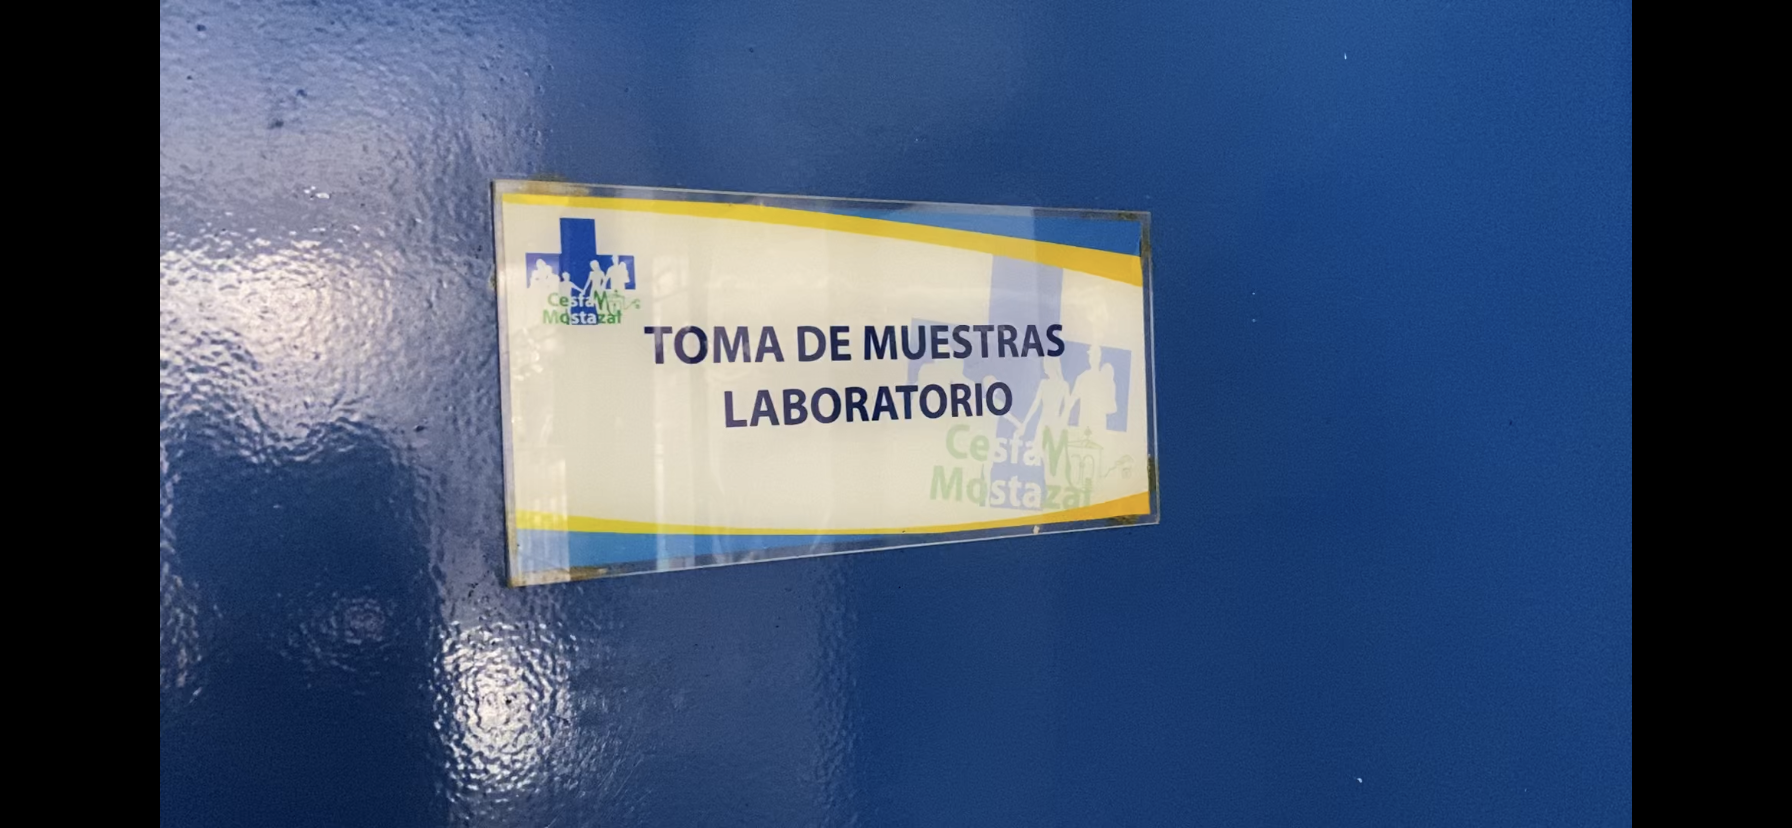 CesfaM
Mostazal
TOMA DE MUESTRAS
LABORATORIO
CesfaM
Mostazal